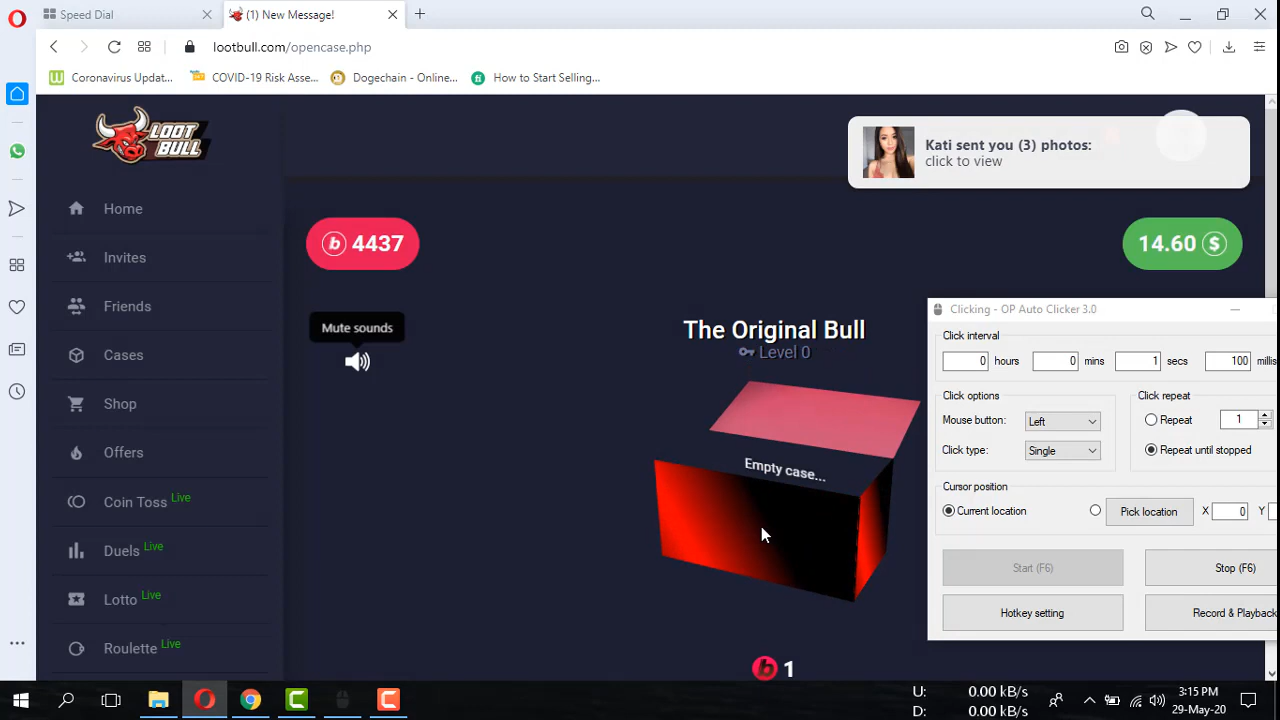 Speed Dial
(1) New Message!
lootbull.com/opencase.php
Coronavirus Updat...
COVID-19 Risk Asse...
Dogechain - Online...
How to Start Selling...
LOOT
BULL
Kati sent you (3) photos:
click to view
Home
Invites
Friends
Cases
Shop
Offers
Coin Toss Live
Duels Live
Lotto Live
Roulette Live
b 4437
14.60 $
Mute sounds
The Original Bull
Level 0
Empty case...
b 1
Clicking - OP Auto Clicker 3.0
Click interval
0 hours 0 mins 1 secs 100 millis
Click options
Mouse button: Left
Click type: Single
Click repeat
Repeat 1
Repeat until stopped
Cursor position
Current location
Pick location X 0 Y
Start (F6)
Stop (F6)
Hotkey setting
Record & Playback
U: 0.00 kB/s
D: 0.00 kB/s
3:15 PM
29-May-20